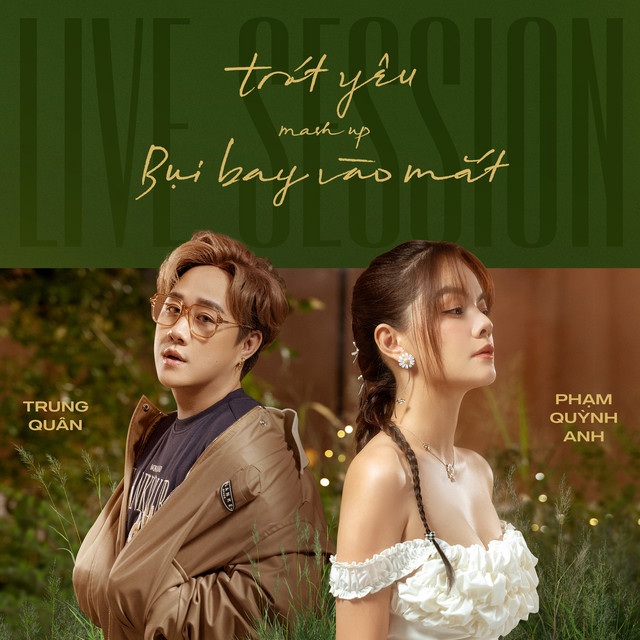 LIVE SESSION
trót yêu
mash up
Bụi bay vào mắt
TRUNG
QUÂN
PHẠM
QUỲNH
ANH